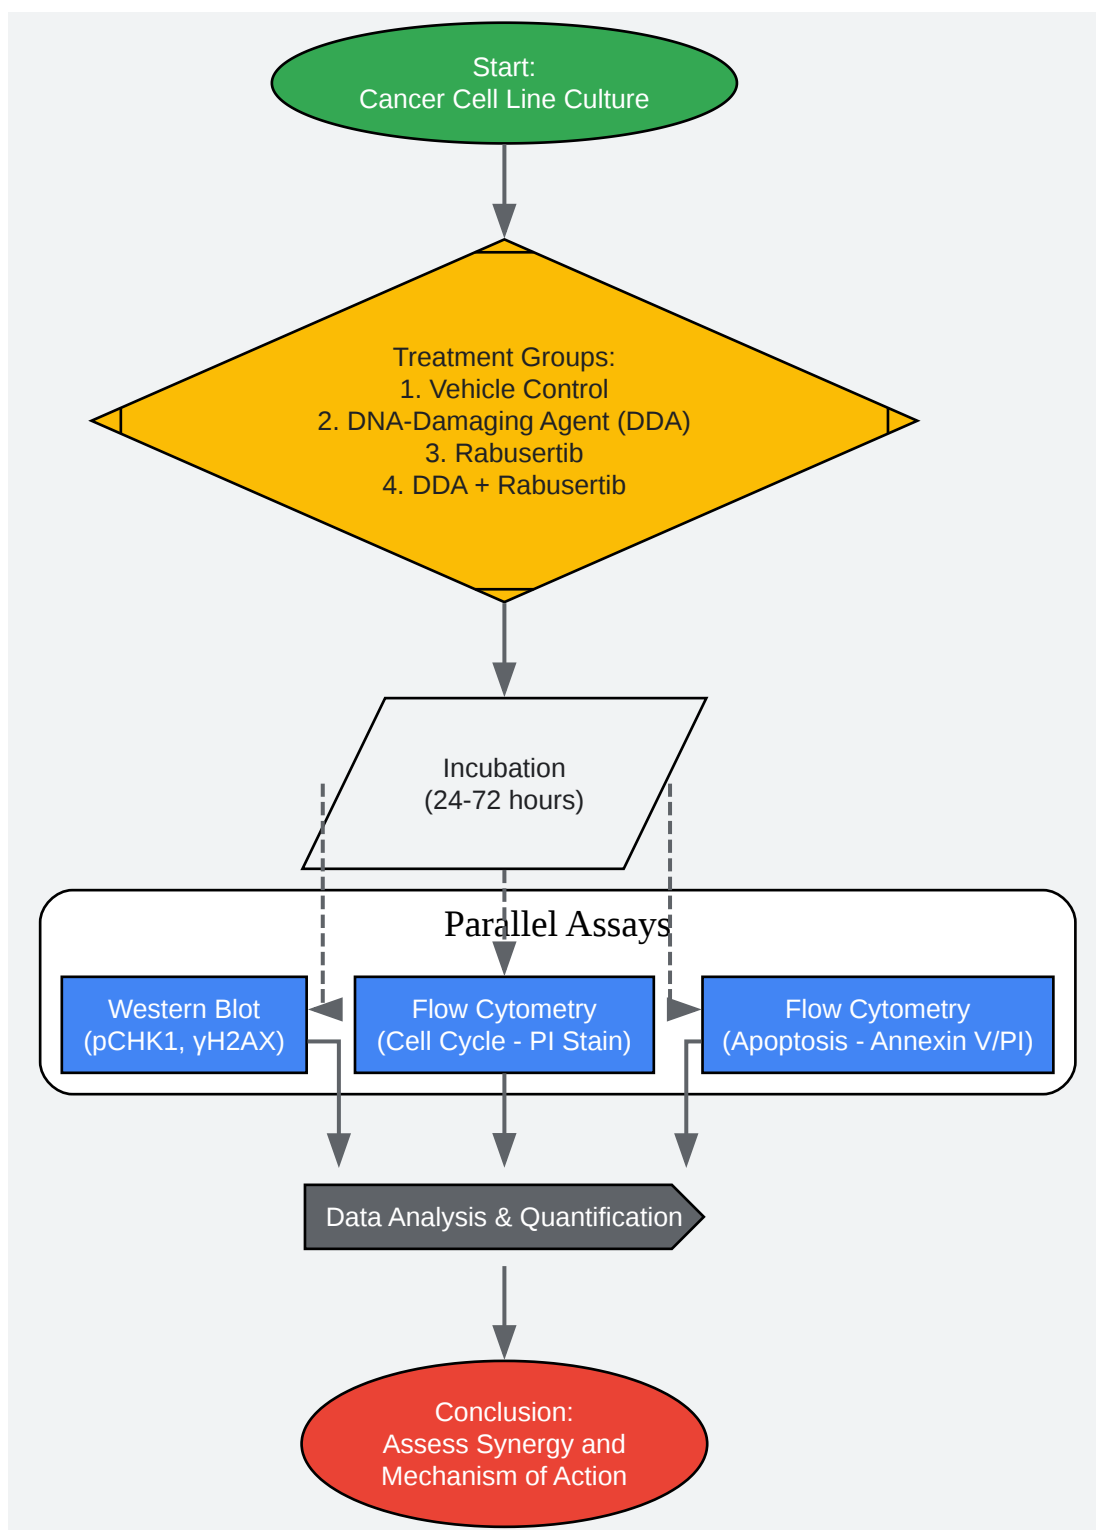 Start:
Cancer Cell Line Culture
Treatment Groups:
1. Vehicle Control
2. DNA-Damaging Agent (DDA)
3. Rabusertib
4. DDA + Rabusertib
Incubation
(24-72 hours)
Parallel Assays
Western Blot
(pCHK1, γH2AX)
Flow Cytometry
(Cell Cycle - PI Stain)
Flow Cytometry
(Apoptosis - Annexin V/PI)
Data Analysis & Quantification
Conclusion:
Assess Synergy and
Mechanism of Action